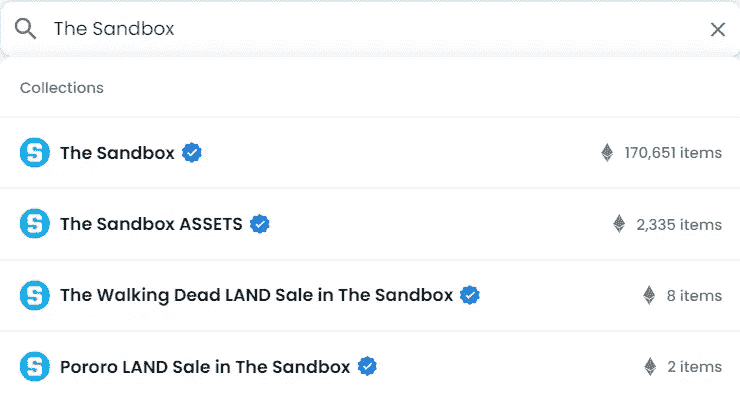 The Sandbox
Collections
The Sandbox 170,651 items
The Sandbox ASSETS 2,335 items
The Walking Dead LAND Sale in The Sandbox 8 items
Pororo LAND Sale in The Sandbox 2 items